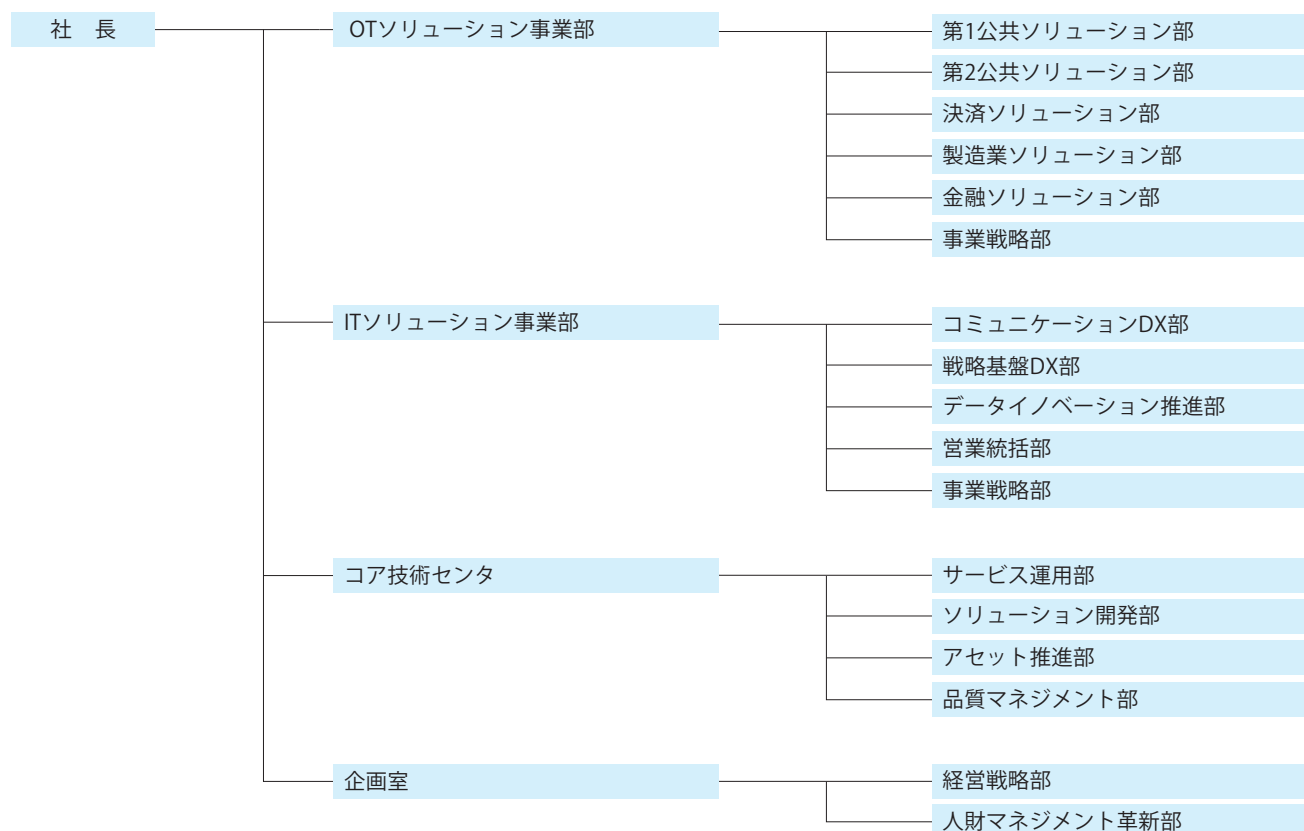 社　長
OTソリューション事業部
第1公共ソリューション部
第2公共ソリューション部
決済ソリューション部
製造業ソリューション部
金融ソリューション部
事業戦略部
ITソリューション事業部
コミュニケーションDX部
戦略基盤DX部
データイノベーション推進部
営業統括部
事業戦略部
コア技術センタ
サービス運用部
ソリューション開発部
アセット推進部
品質マネジメント部
企画室
経営戦略部
人財マネジメント革新部